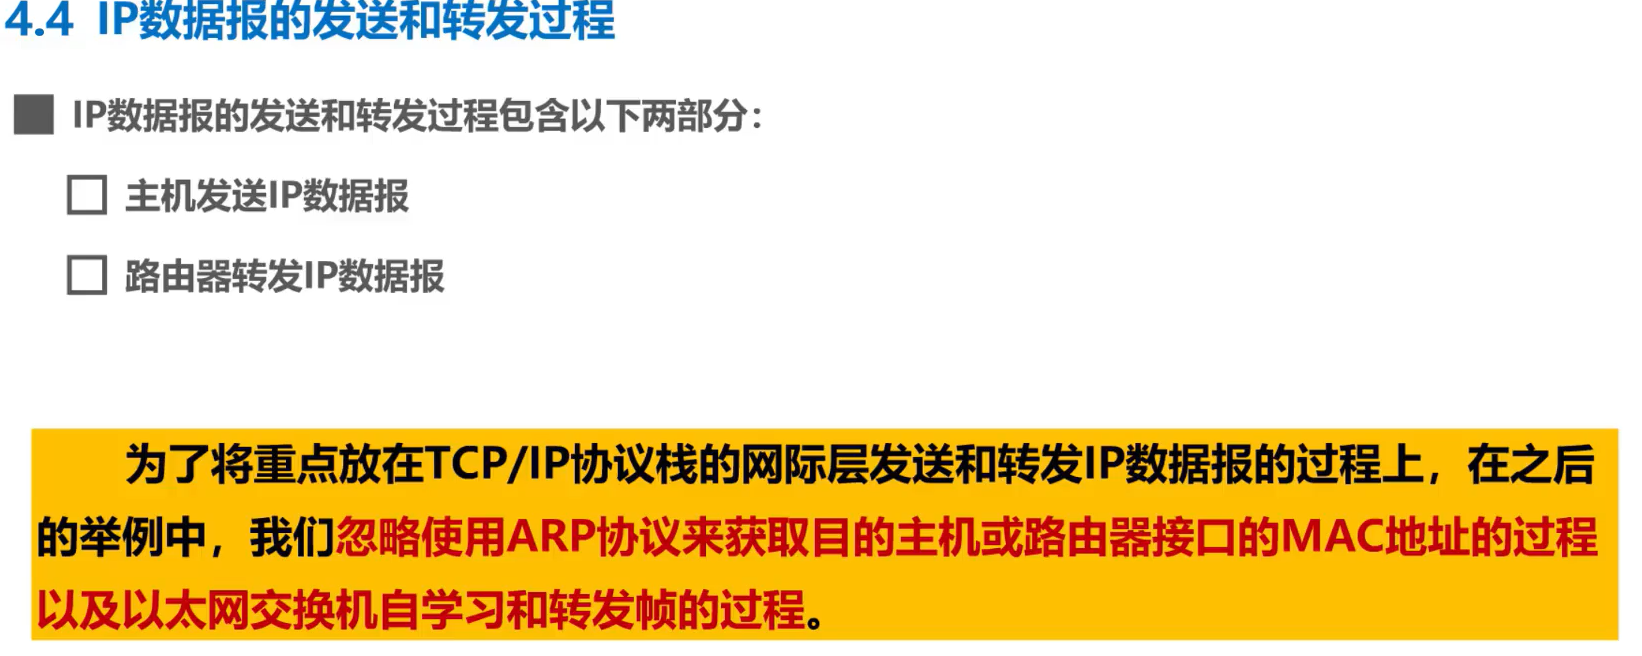 4.4 IP数据报的发送和转发过程
IP数据报的发送和转发过程包含以下两部分：
主机发送IP数据报
路由器转发IP数据报
为了将重点放在TCP/IP协议栈的网际层发送和转发IP数据报的过程上，在之后
的举例中，我们忽略使用ARP协议来获取目的主机或路由器接口的MAC地址的过程
以及以太网交换机自学习和转发帧的过程。